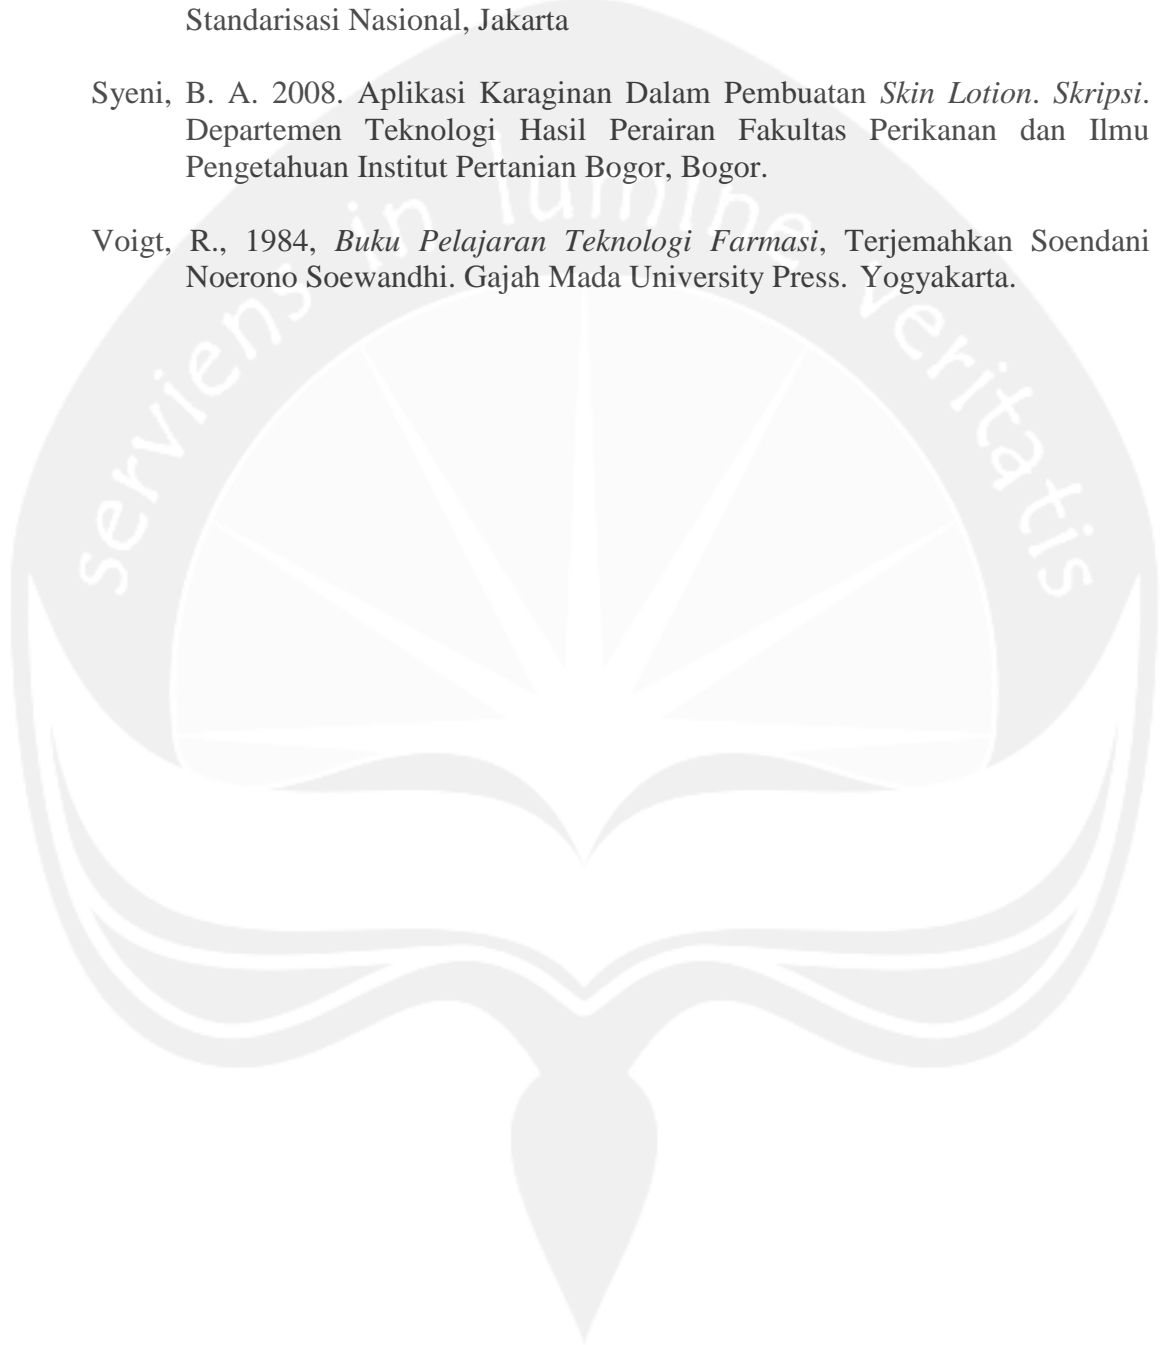 Standarisasi Nasional, Jakarta
Syeni, B. A. 2008. Aplikasi Karaginan Dalam Pembuatan Skin Lotion. Skripsi.
Departemen Teknologi Hasil Perairan Fakultas Perikanan dan Ilmu
Pengetahuan Institut Pertanian Bogor, Bogor.
Voigt, R., 1984, Buku Pelajaran Teknologi Farmasi, Terjemahkan Soendani
Noerono Soewandhi. Gajah Mada University Press. Yogyakarta.
serviens in lumine veritatis